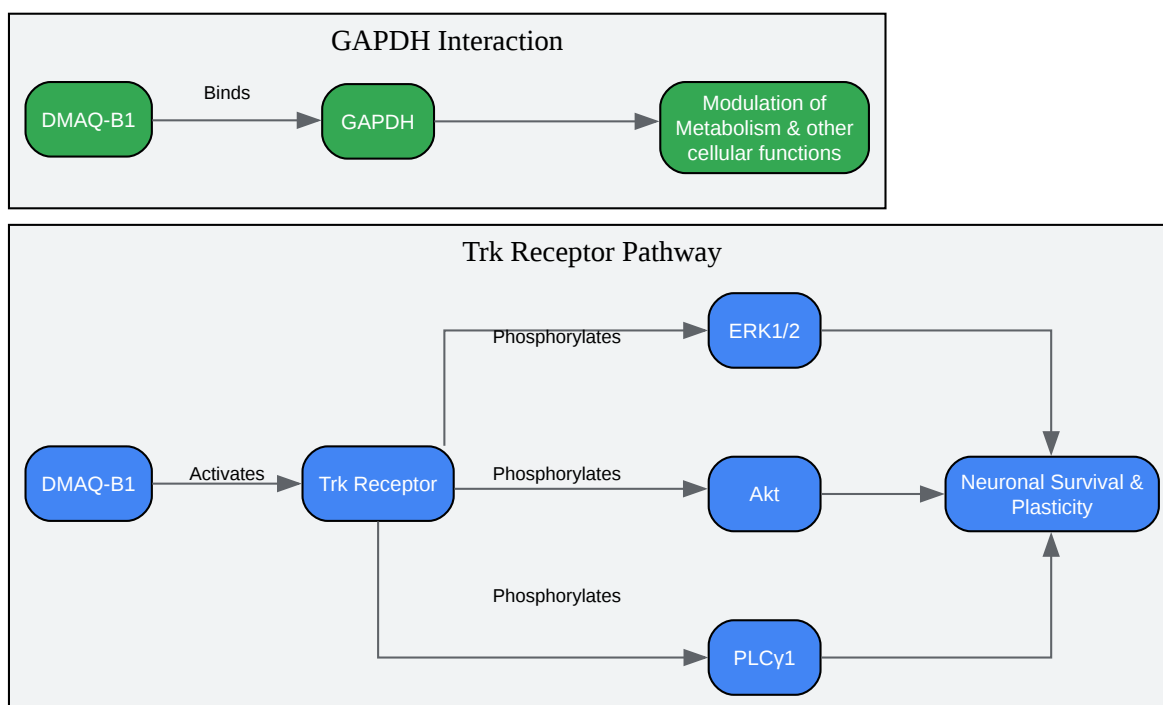 GAPDH Interaction
DMAQ-B1
Binds
GAPDH
Modulation of
Metabolism & other
cellular functions
Trk Receptor Pathway
Phosphorylates
ERK1/2
DMAQ-B1
Activates
Trk Receptor
Phosphorylates
Akt
Neuronal Survival &
Plasticity
Phosphorylates
PLCγ1